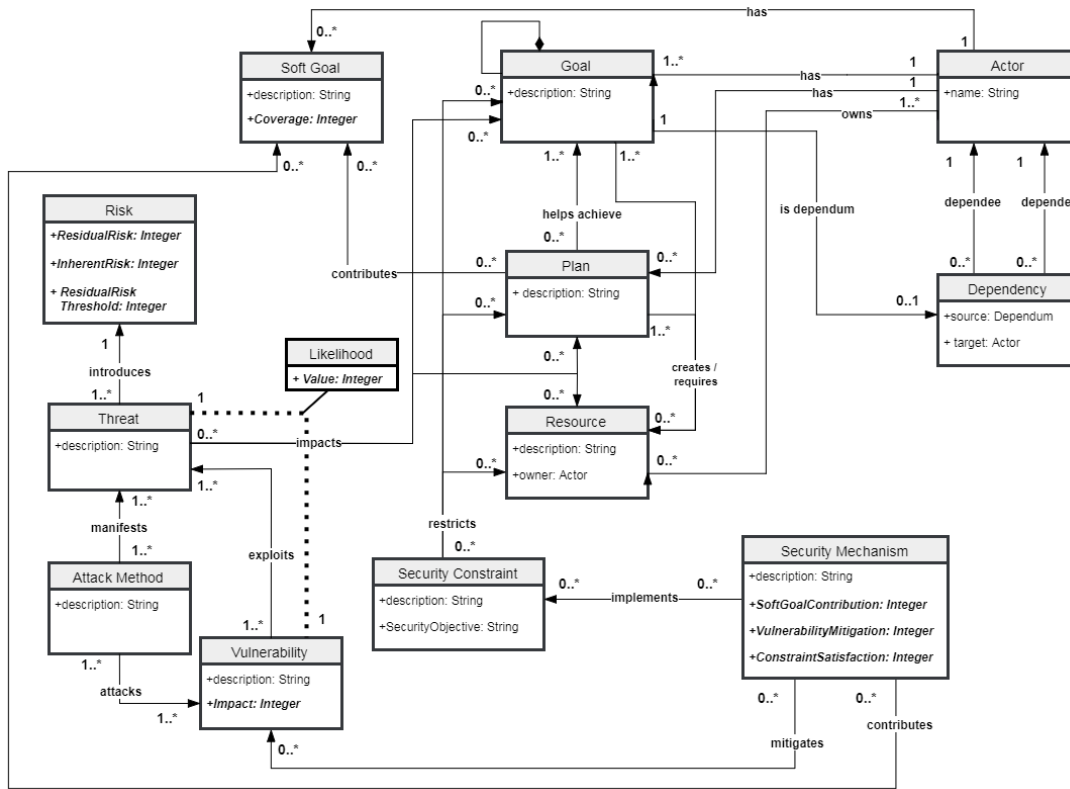 has
0..*
1
Soft Goal
+description: String
+Coverage: Integer
Goal
+description: String
Actor
+name: String
1..*
1
has
1
has
1..*
owns
0..*
0..*
1
0..*
0..*
1..*
1..*
1
1
Risk
+ResidualRisk: Integer
+InherentRisk: Integer
+ ResidualRisk
Threshold: Integer
helps achieve
is dependum
dependee
depende
0..*
contributes
0..*
0..*
0..*
0..*
Plan
+ description: String
Dependency
+source: Dependum
+ target: Actor
0..*
0..1
1..*
1
Likelihood
+ Value: Integer
0..*
introduces
creates /
requires
1..*
1
0..*
0..*
Threat
+description: String
Resource
+description: String
+owner: Actor
0..*
impacts
0..*
0..*
1..*
1..*
manifests
restricts
1..*
exploits
0..*
Attack Method
+description: String
Security Constraint
+description: String
+SecurityObjective: String
Security Mechanism
+description: String
+SoftGoalContribution: Integer
+VulnerabilityMitigation: Integer
+ConstraintSatisfaction: Integer
0..*
implements
0..*
1..*
1
Vulnerability
+description: String
+Impact: Integer
1..*
attacks
1..*
0..*
0..*
contributes
mitigates
0..*